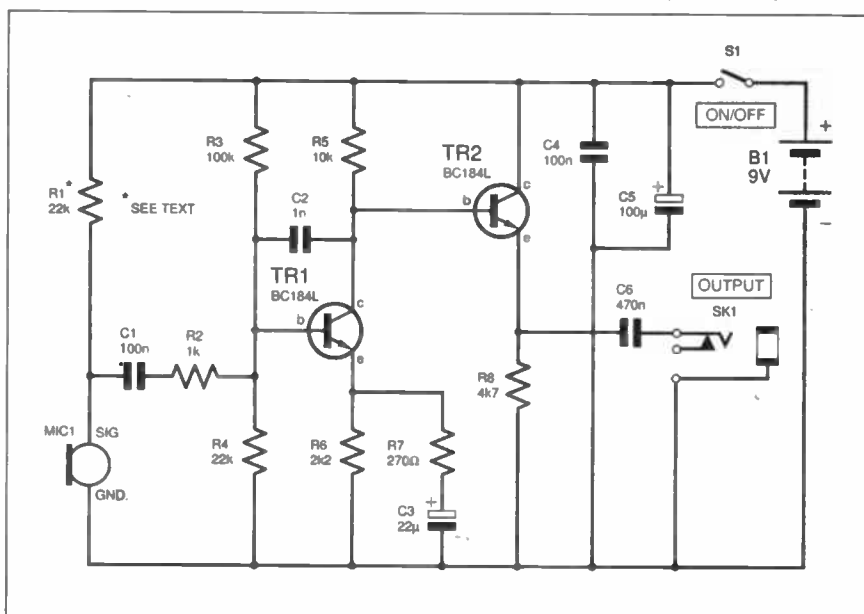 S1
ON/OFF
+
B1
9V
−
R3
100k
R5
10k
TR2
BC184L
b
c
e
C4
100n
+
C5
100µ
R1*
22k
* SEE TEXT
C2
1n
TR1
BC184L
b
c
e
OUTPUT
SK1
C6
470n
C1
100n
R2
1k
R8
4k7
MIC1
SIG
GND.
R4
22k
R6
2k2
R7
270Ω
+
C3
22µ